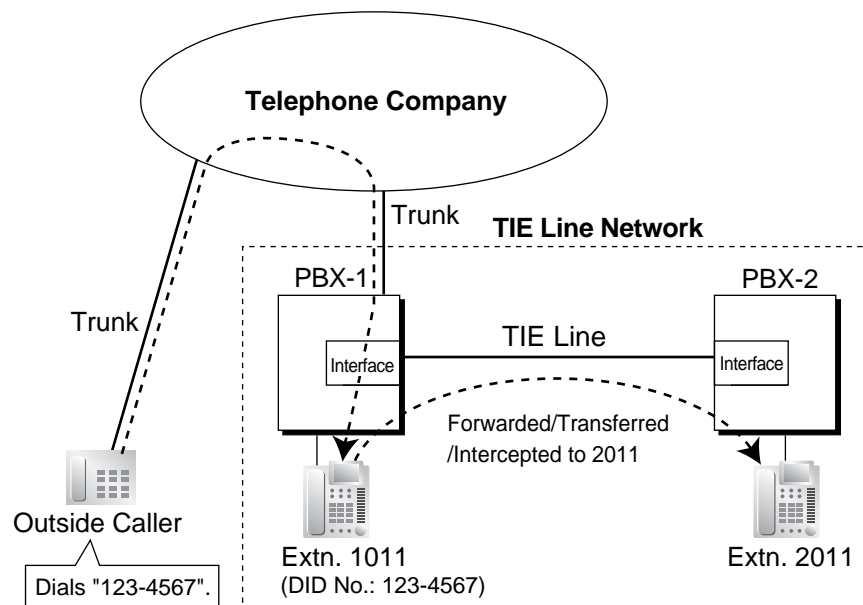 Telephone Company
Trunk
TIE Line Network
PBX-1
PBX-2
Trunk
TIE Line
Interface
Interface
Forwarded/Transferred
/Intercepted to 2011
Outside Caller
Extn. 1011
Extn. 2011
(DID No.: 123-4567)
Dials "123-4567".